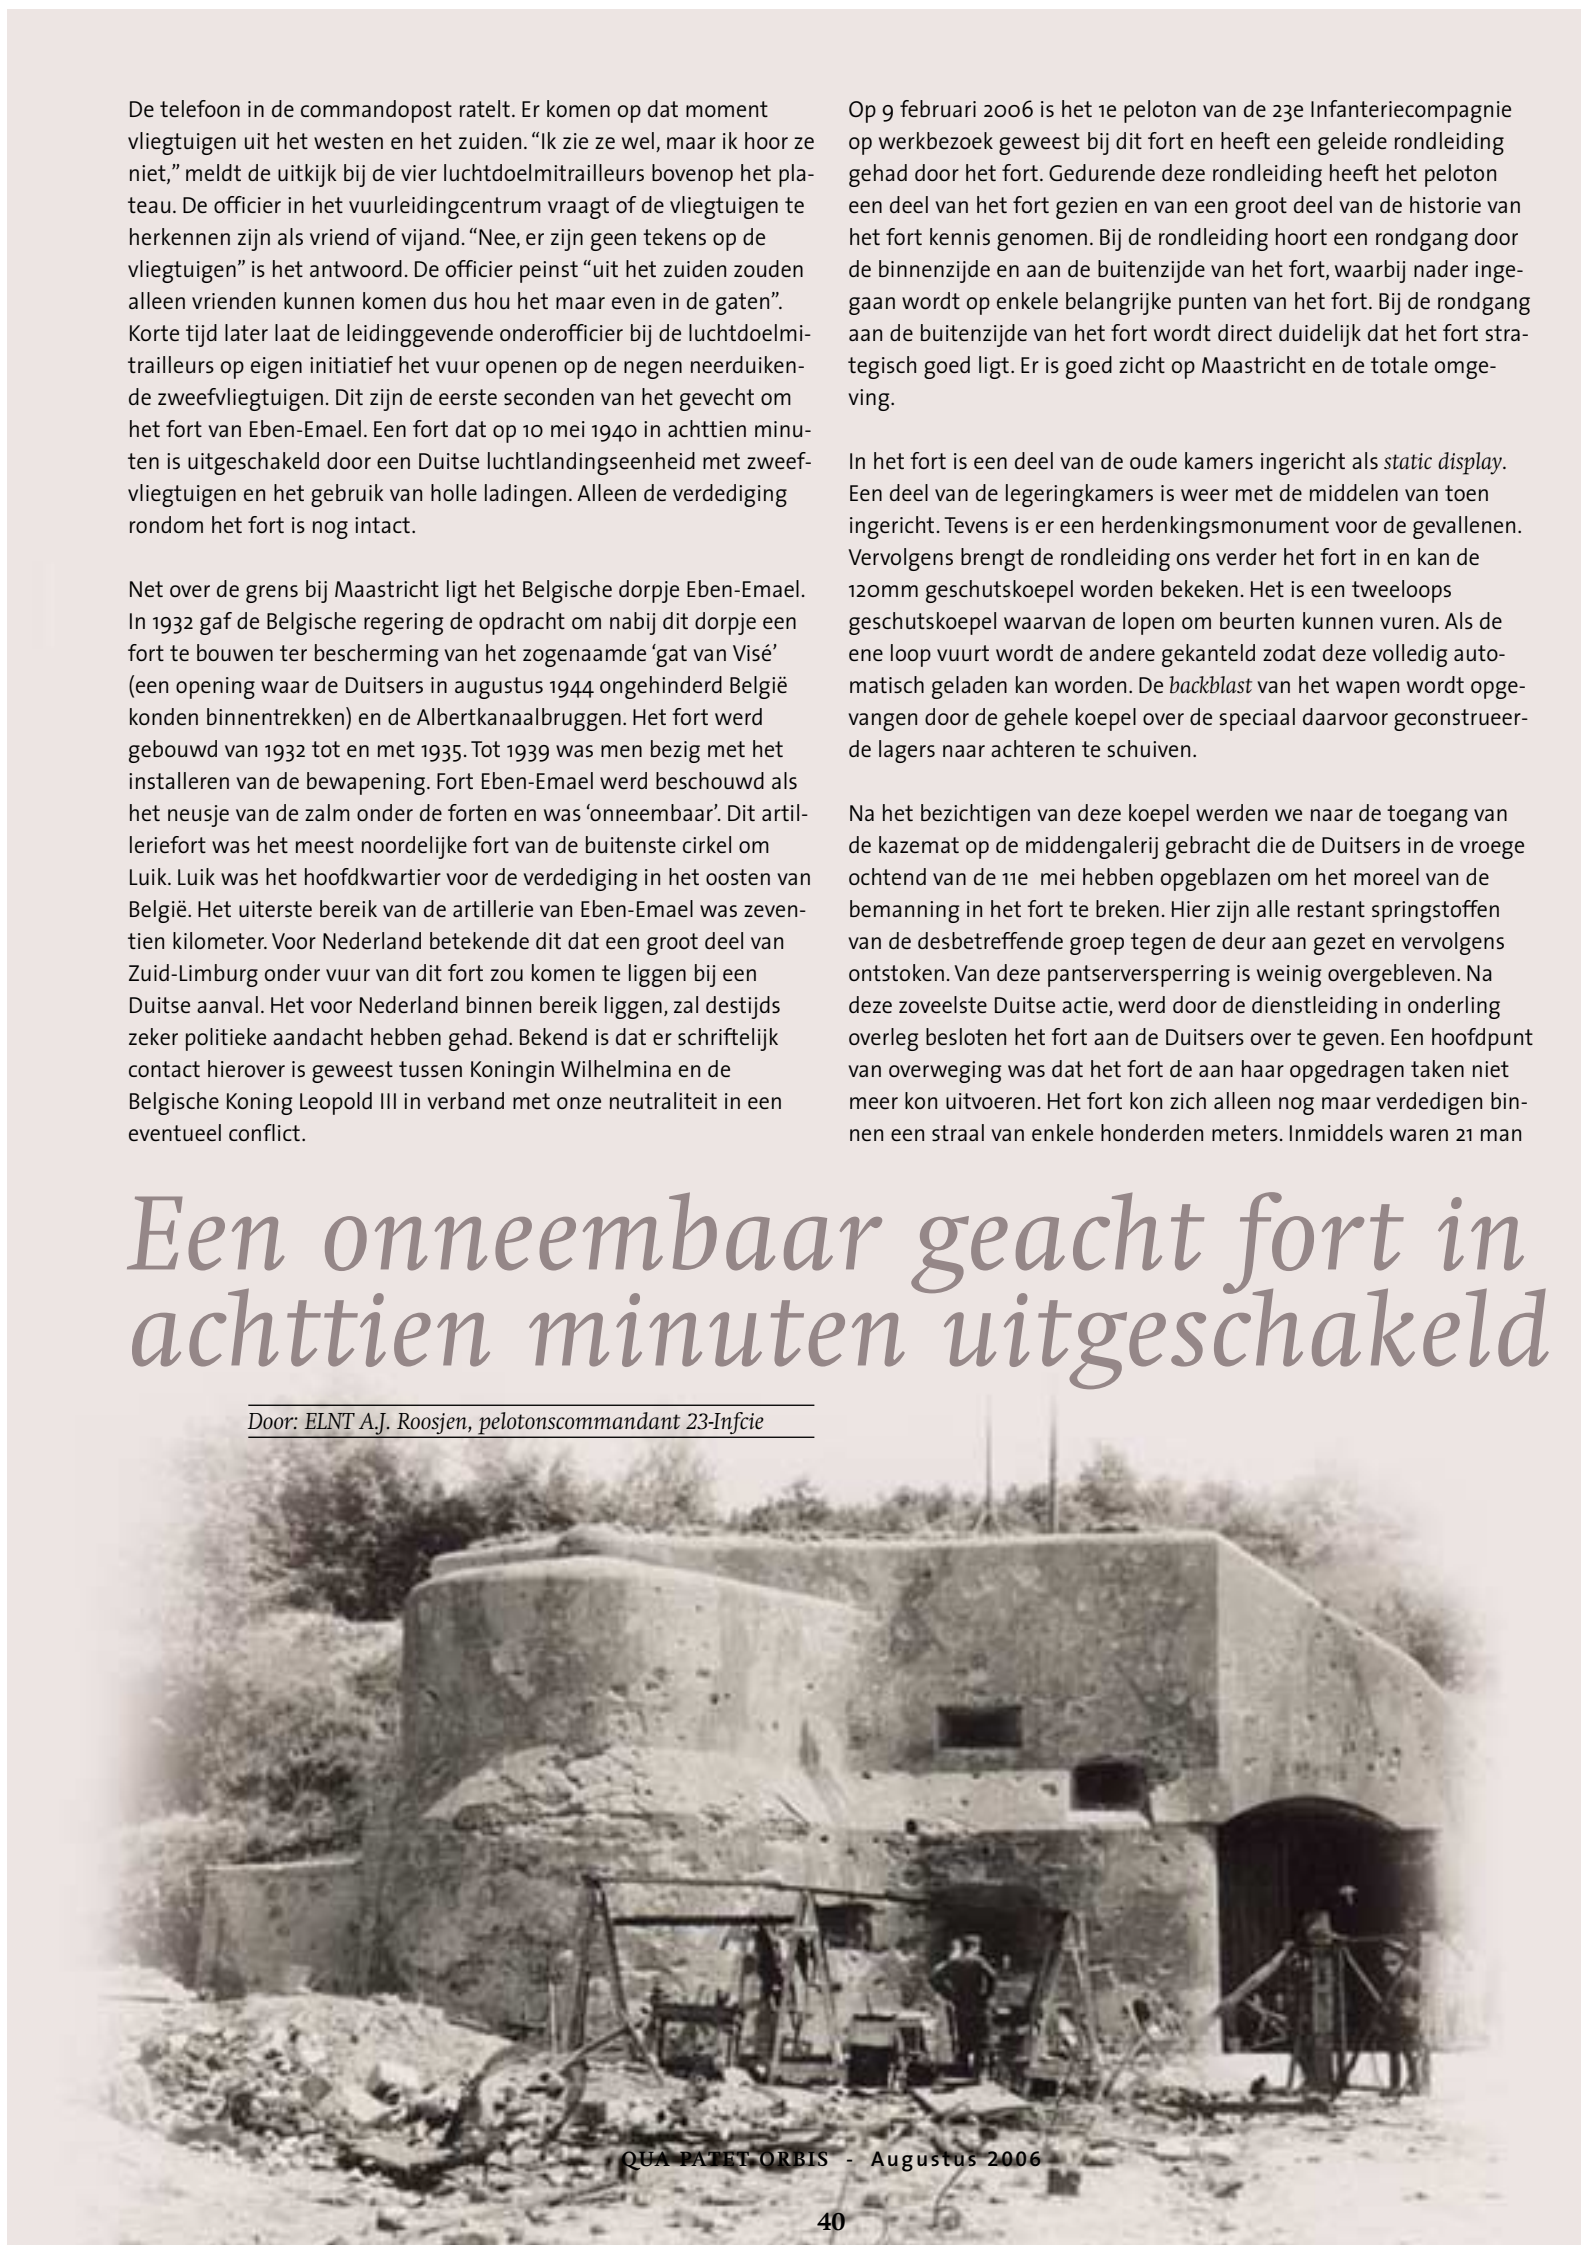 De telefoon in de commandopost ratelt. Er komen op dat moment
vliegtuigen uit het westen en het zuiden. “Ik zie ze wel, maar ik hoor ze
niet,” meldt de uitkijk bij de vier luchtdoelmitrailleurs bovenop het pla-
teau. De officier in het vuurleidingcentrum vraagt of de vliegtuigen te
herkennen zijn als vriend of vijand. “Nee, er zijn geen tekens op de
vliegtuigen” is het antwoord. De officier peinst “uit het zuiden zouden
alleen vrienden kunnen komen dus hou het maar even in de gaten”.
Korte tijd later laat de leidinggevende onderofficier bij de luchtdoelmi-
trailleurs op eigen initiatief het vuur openen op de negen neerduiken-
de zweefvliegtuigen. Dit zijn de eerste seconden van het gevecht om
het fort van Eben-Emael. Een fort dat op 10 mei 1940 in achttien minu-
ten is uitgeschakeld door een Duitse luchtlandingseenheid met zweef-
vliegtuigen en het gebruik van holle ladingen. Alleen de verdediging
rondom het fort is nog intact.
Net over de grens bij Maastricht ligt het Belgische dorpje Eben-Emael.
In 1932 gaf de Belgische regering de opdracht om nabij dit dorpje een
fort te bouwen ter bescherming van het zogenaamde ‘gat van Visé’
(een opening waar de Duitsers in augustus 1944 ongehinderd België
konden binnentrekken) en de Albertkanaalbruggen. Het fort werd
gebouwd van 1932 tot en met 1935. Tot 1939 was men bezig met het
installeren van de bewapening. Fort Eben-Emael werd beschouwd als
het neusje van de zalm onder de forten en was ‘onneembaar’. Dit artil-
leriefort was het meest noordelijke fort van de buitenste cirkel om
Luik. Luik was het hoofdkwartier voor de verdediging in het oosten van
België. Het uiterste bereik van de artillerie van Eben-Emael was zeven-
tien kilometer. Voor Nederland betekende dit dat een groot deel van
Zuid-Limburg onder vuur van dit fort zou komen te liggen bij een
Duitse aanval. Het voor Nederland binnen bereik liggen, zal destijds
zeker politieke aandacht hebben gehad. Bekend is dat er schriftelijk
contact hierover is geweest tussen Koningin Wilhelmina en de
Belgische Koning Leopold III in verband met onze neutraliteit in een
eventueel conflict.
Op 9 februari 2006 is het 1e peloton van de 23e Infanteriecompagnie
op werkbezoek geweest bij dit fort en heeft een geleide rondleiding
gehad door het fort. Gedurende deze rondleiding heeft het peloton
een deel van het fort gezien en van een groot deel van de historie van
het fort kennis genomen. Bij de rondleiding hoort een rondgang door
de binnenzijde en aan de buitenzijde van het fort, waarbij nader inge-
gaan wordt op enkele belangrijke punten van het fort. Bij de rondgang
aan de buitenzijde van het fort wordt direct duidelijk dat het fort stra-
tegisch goed ligt. Er is goed zicht op Maastricht en de totale omge-
ving.
In het fort is een deel van de oude kamers ingericht als static display.
Een deel van de legeringkamers is weer met de middelen van toen
ingericht. Tevens is er een herdenkingsmonument voor de gevallenen.
Vervolgens brengt de rondleiding ons verder het fort in en kan de
120mm geschutskoepel worden bekeken. Het is een tweeloops
geschutskoepel waarvan de lopen om beurten kunnen vuren. Als de
ene loop vuurt wordt de andere gekanteld zodat deze volledig auto-
matisch geladen kan worden. De backblast van het wapen wordt opge-
vangen door de gehele koepel over de speciaal daarvoor geconstrueer-
de lagers naar achteren te schuiven.
Na het bezichtigen van deze koepel werden we naar de toegang van
de kazemat op de middengalerij gebracht die de Duitsers in de vroege
ochtend van de 11e mei hebben opgeblazen om het moreel van de
bemanning in het fort te breken. Hier zijn alle restant springstoffen
van de desbetreffende groep tegen de deur aan gezet en vervolgens
ontstoken. Van deze pantserversperring is weinig overgebleven. Na
deze zoveelste Duitse actie, werd door de dienstleiding in onderling
overleg besloten het fort aan de Duitsers over te geven. Een hoofdpunt
van overweging was dat het fort de aan haar opgedragen taken niet
meer kon uitvoeren. Het fort kon zich alleen nog maar verdedigen bin-
nen een straal van enkele honderden meters. Inmiddels waren 21 man
Een onneembaar geacht fort in
achttien minuten uitgeschakeld
Door: ELNT A.J. Roosjen, pelotonscommandant 23-Infcie
QUA PATET ORBIS - Augustus 2006
40